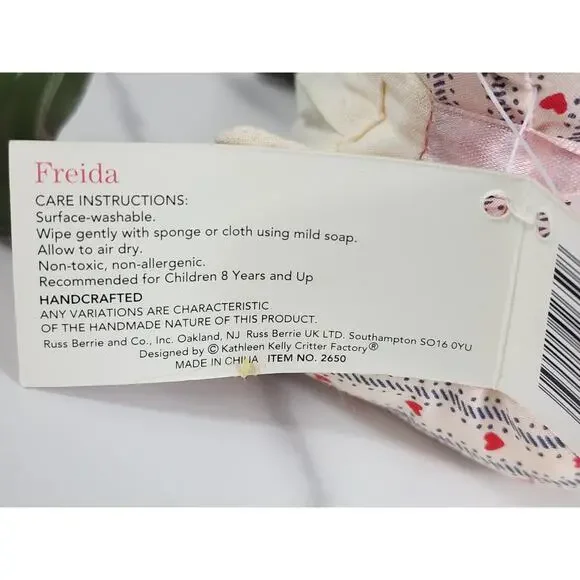 Freida
CARE INSTRUCTIONS:
Surface-washable.
Wipe gently with sponge or cloth using mild soap.
Allow to air dry.
Non-toxic, non-allergenic.
Recommended for Children 8 Years and Up
HANDCRAFTED
ANY VARIATIONS ARE CHARACTERISTIC
OF THE HANDMADE NATURE OF THIS PRODUCT.
Russ Berrie and Co., Inc. Oakland, NJ Russ Berrie UK LTD. Southampton SO16 0YU
Designed by © Kathleen Kelly Critter Factory®
MADE IN CHINA ITEM NO. 2650